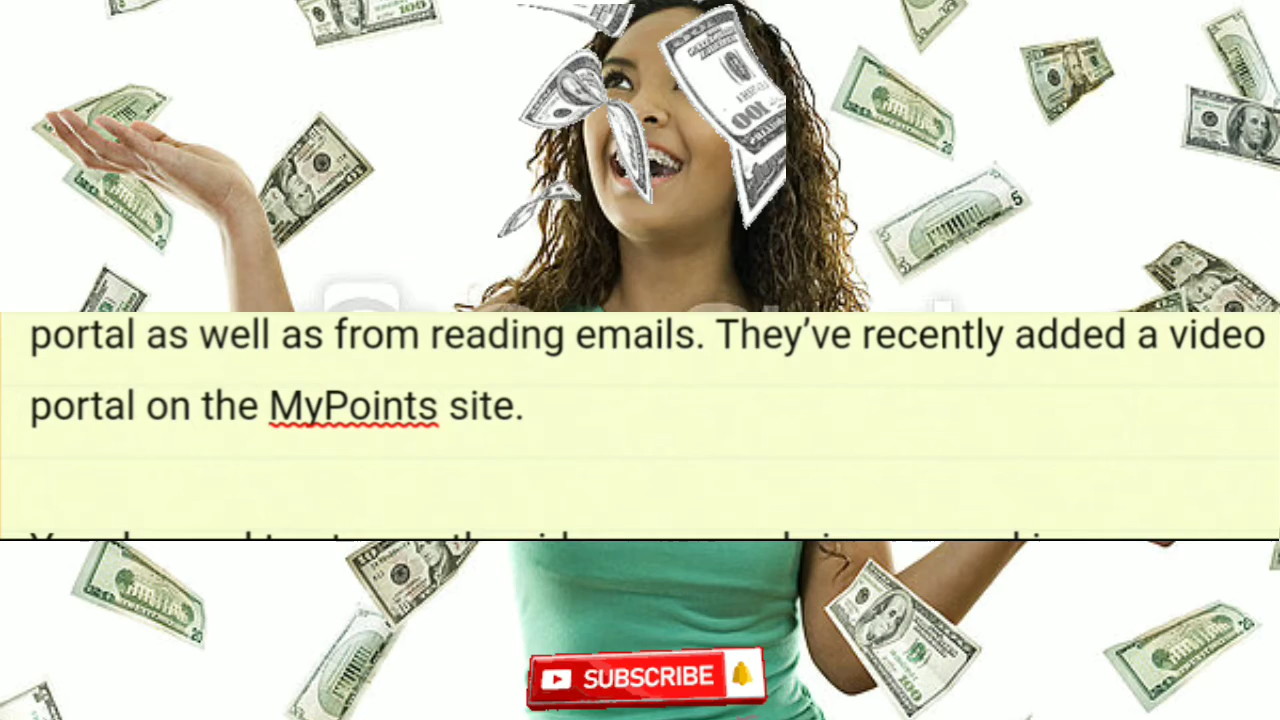 portal as well as from reading emails. They've recently added a video
portal on the MyPoints site.
SUBSCRIBE